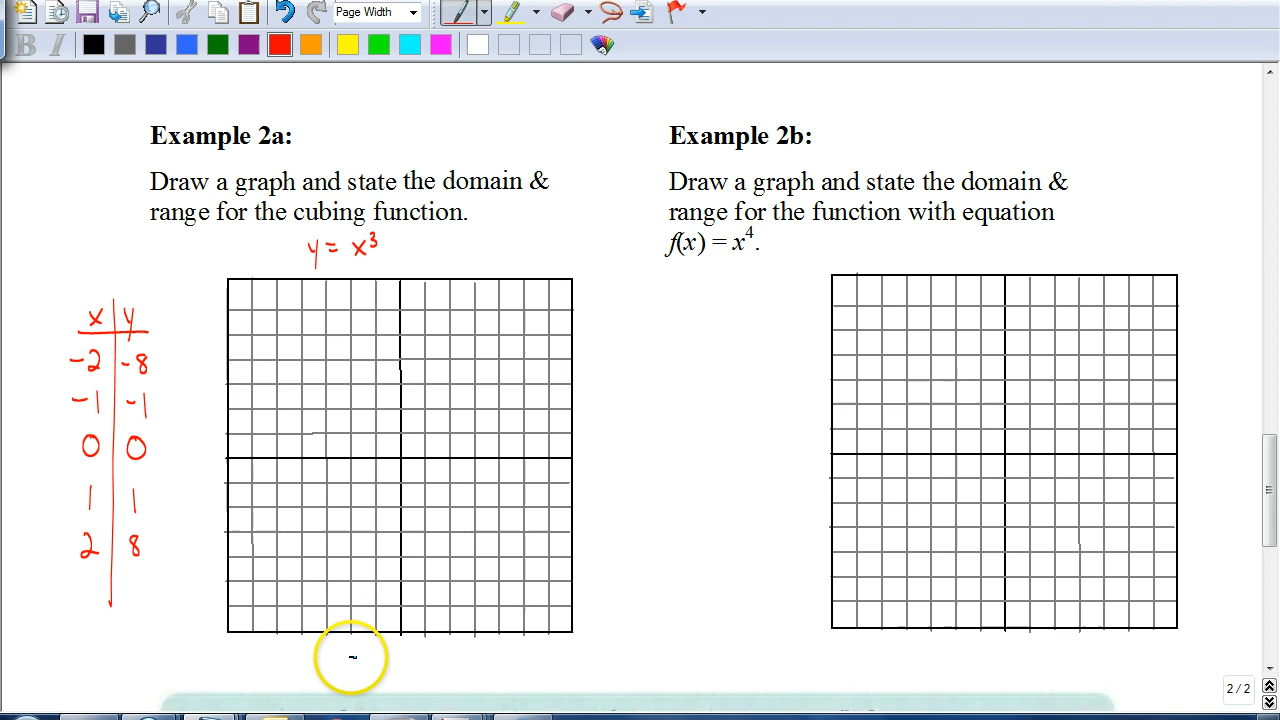 Page Width
B I
Example 2a:
Draw a graph and state the domain &
range for the cubing function.
y = x³
x y
-2 -8
-1 -1
0 0
1 1
2 8
Example 2b:
Draw a graph and state the domain &
range for the function with equation
f(x) = x⁴.
2 / 2